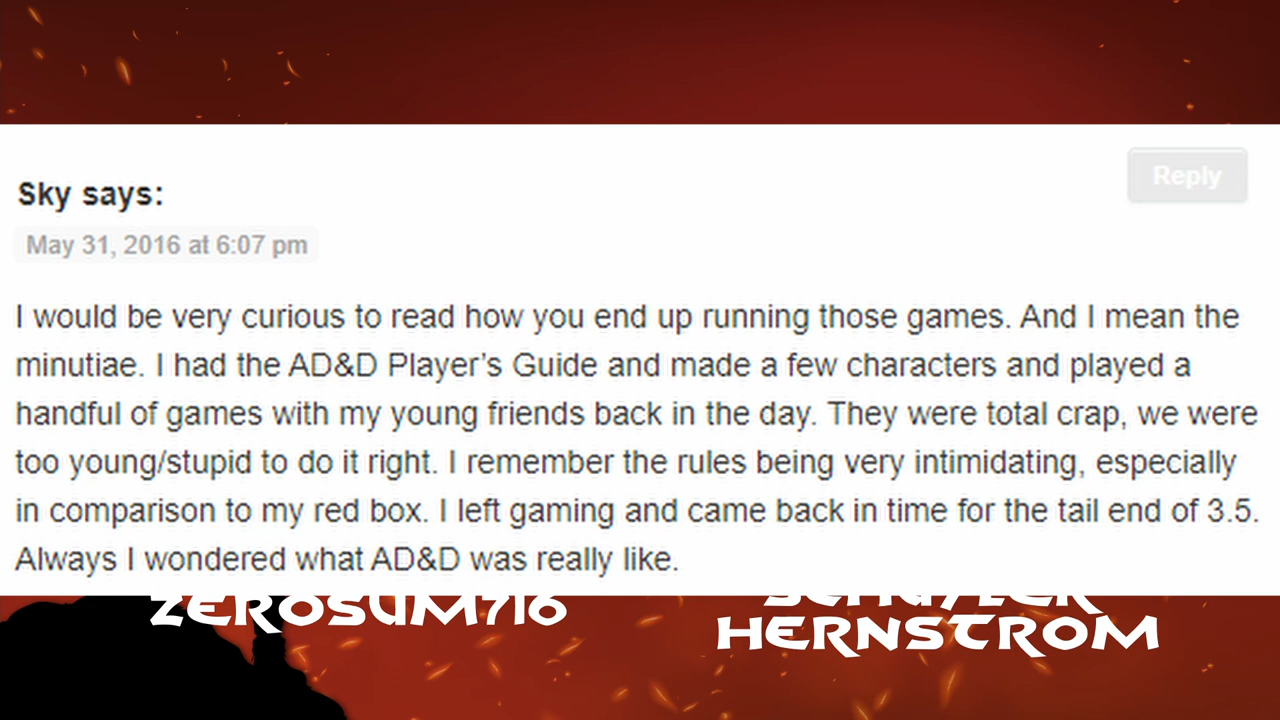 Reply
Sky says:
May 31, 2016 at 6:07 pm
I would be very curious to read how you end up running those games. And I mean the
minutiae. I had the AD&D Player’s Guide and made a few characters and played a
handful of games with my young friends back in the day. They were total crap, we were
too young/stupid to do it right. I remember the rules being very intimidating, especially
in comparison to my red box. I left gaming and came back in time for the tail end of 3.5.
Always I wondered what AD&D was really like.
ZEROSUM716
HERNSTROM